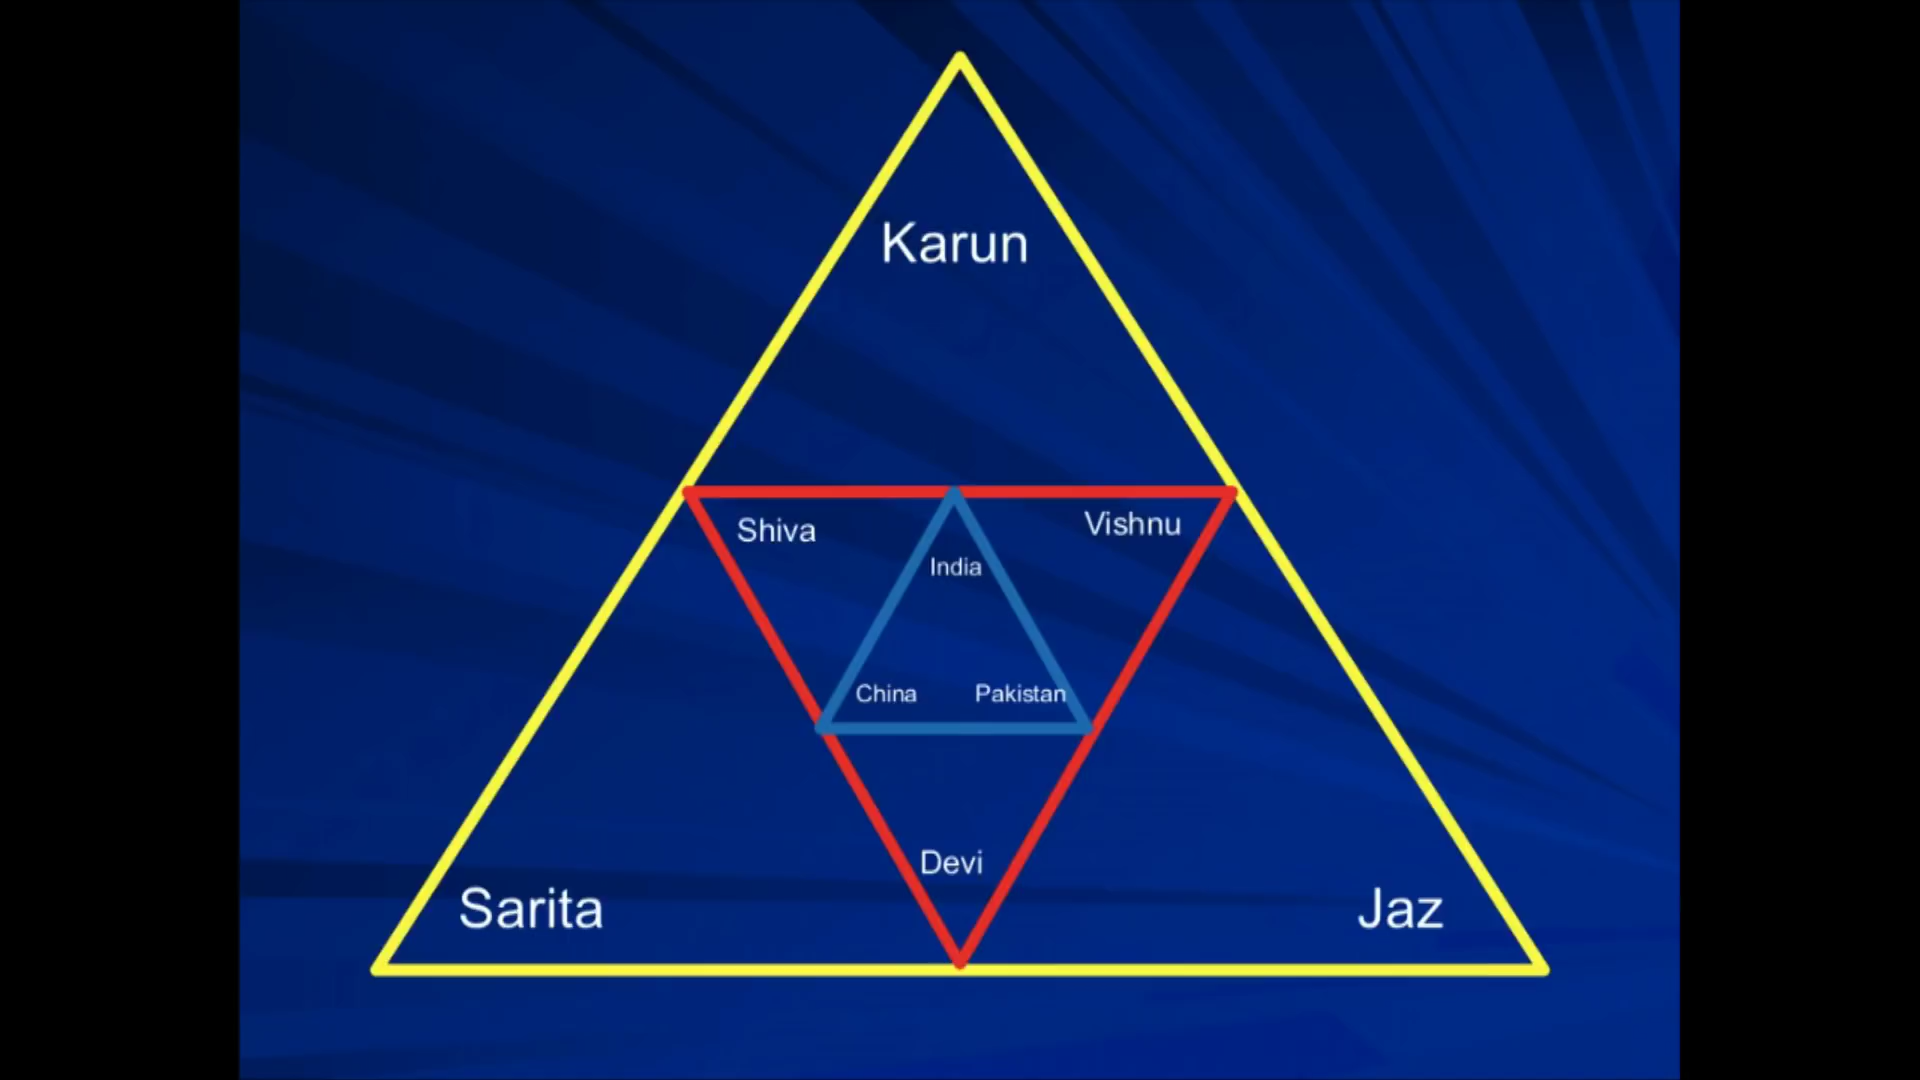 Karun
Shiva
Vishnu
India
China
Pakistan
Devi
Sarita
Jaz